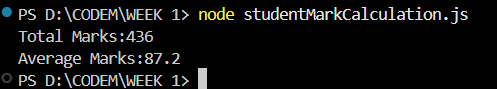 PS D:\CODEM\WEEK 1> node studentMarkCalculation.js
Total Marks:436
Average Marks:87.2
PS D:\CODEM\WEEK 1>